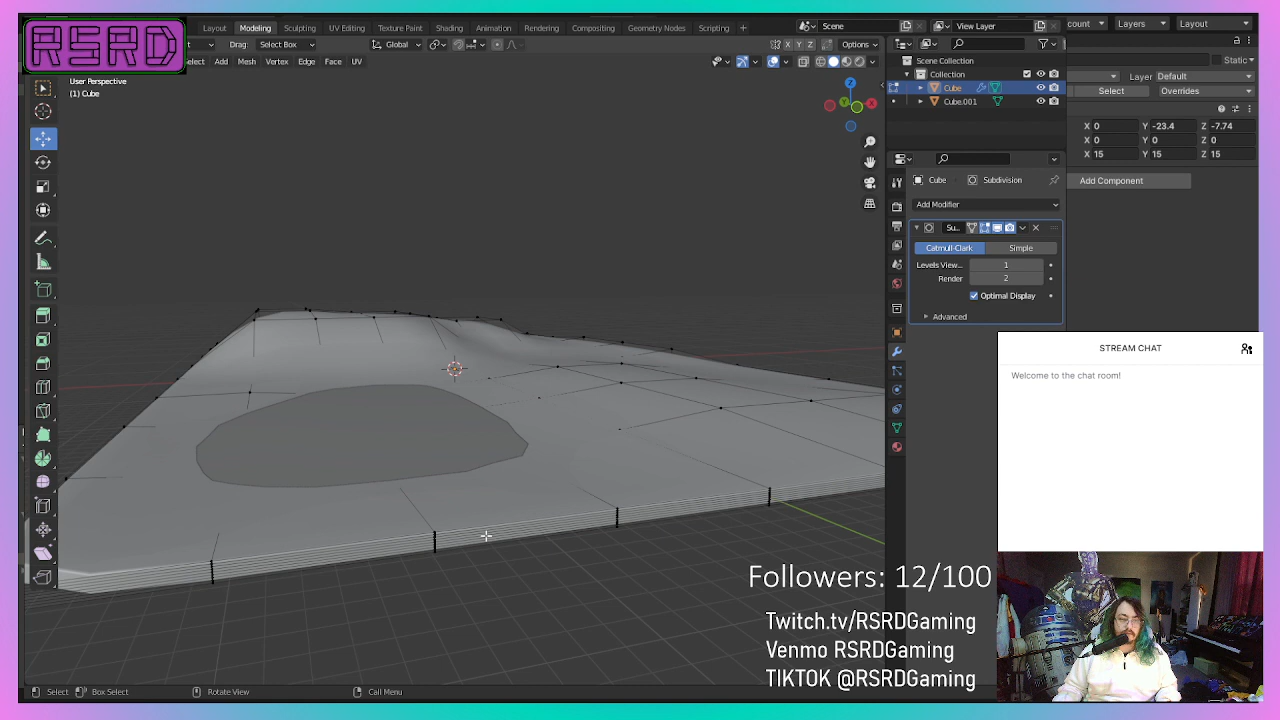 RSRD
Layout Modeling Sculpting UV Editing Texture Paint Shading Animation Rendering Compositing Geometry Nodes Scripting +
Scene View Layer
count Layers Layout
Drag: Select Box Global X Y Z Options
Select Add Mesh Vertex Edge Face UV
User Perspective
(1) Cube
Z
Y X
Scene Collection
Collection
Cube
Cube.001
Static
Layer Default
Select Overrides
X 0 Y -23.4 Z -7.74
X 0 Y 0 Z 0
X 15 Y 15 Z 15
Add Component
Cube Subdivision
Add Modifier
Su...
Catmull-Clark Simple
Levels View... 1
Render 2
Optimal Display
Advanced
STREAM CHAT
Welcome to the chat room!
Followers: 12/100
Twitch.tv/RSRDGaming
Venmo RSRDGaming
TIKTOK @RSRDGaming
Select Box Select Rotate View Call Menu